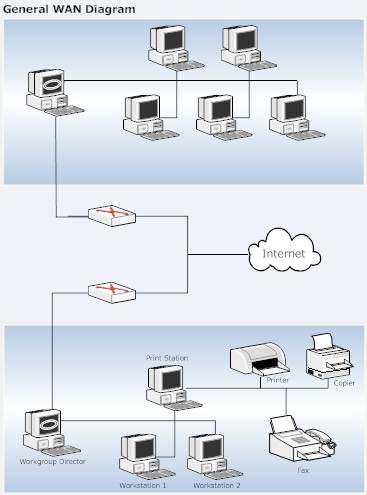 General WAN Diagram
Internet
Print Station
Printer
Copier
Workgroup Director
Workstation 1
Workstation 2
Fax